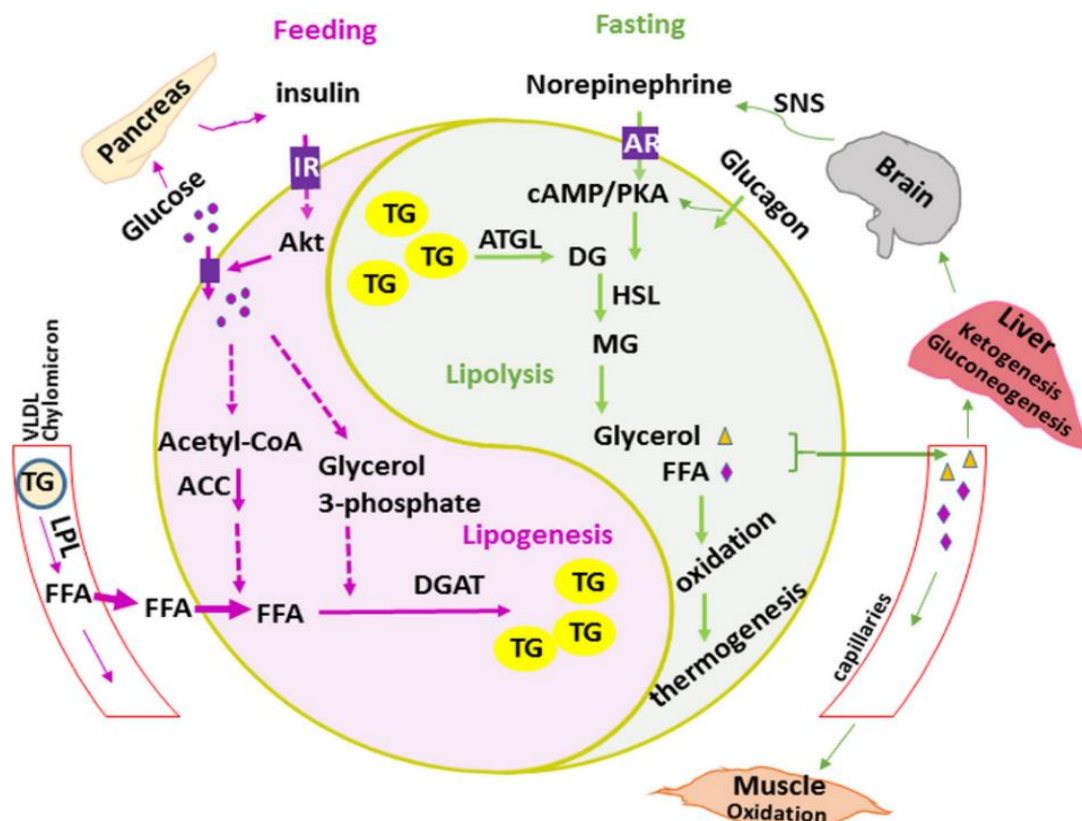 Feeding
Fasting
Pancreas
insulin
Norepinephrine
SNS
IR
AR
Brain
Glucose
Akt
cAMP/PKA
Glucagon
TG
TG
TG
ATGL
DG
HSL
MG
Lipolysis
Liver
Ketogenesis
Gluconeogenesis
VLDL
Chylomicron
TG
LPL
FFA
FFA
FFA
Acetyl-CoA
ACC
Glycerol
3-phosphate
Glycerol
FFA
Lipogenesis
DGAT
TG
TG
TG
oxidation
thermogenesis
capillaries
Muscle
Oxidation